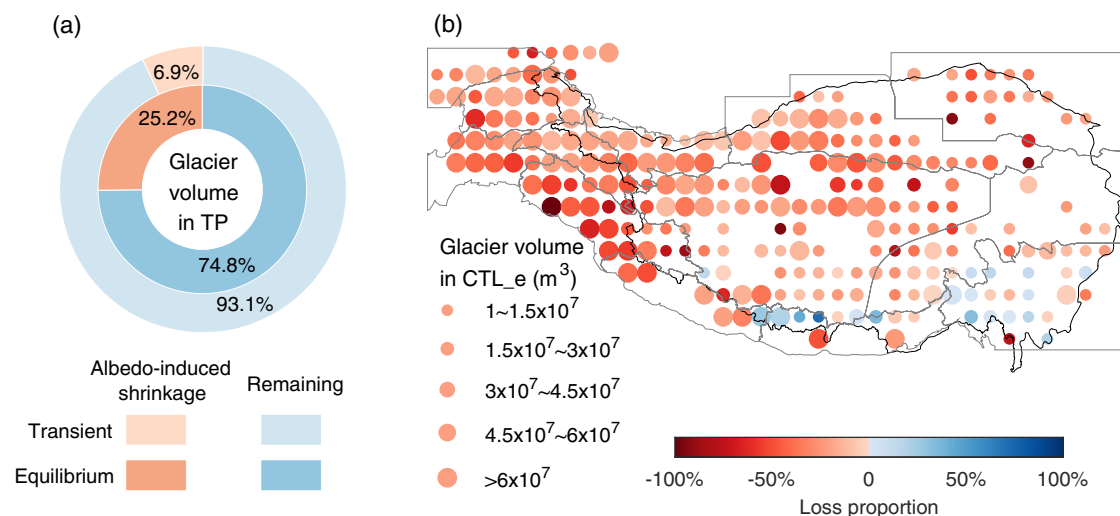 (a)
6.9%
25.2%
Glacier
volume
in TP
74.8%
93.1%
Albedo-induced
shrinkage
Remaining
Transient
Equilibrium
(b)
Glacier volume
in CTL_e (m³)
1~1.5x10⁷
1.5x10⁷~3x10⁷
3x10⁷~4.5x10⁷
4.5x10⁷~6x10⁷
>6x10⁷
-100% -50% 0 50% 100%
Loss proportion